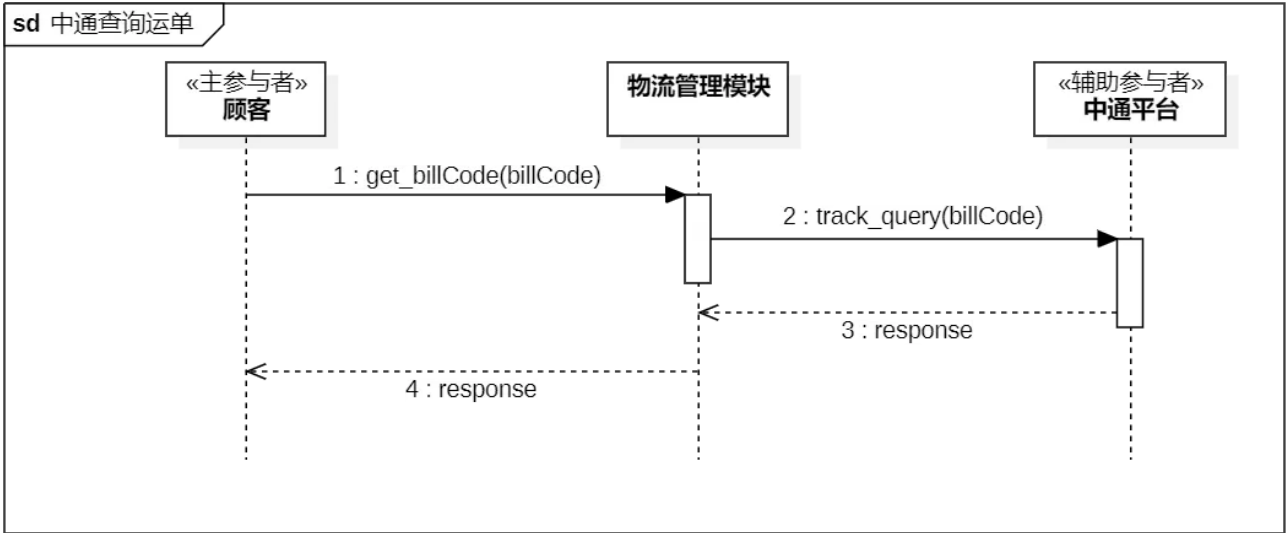 sd 中通查询运单
«主参与者»
顾客
物流管理模块
«辅助参与者»
中通平台
1 : get_billCode(billCode)
2 : track_query(billCode)
3 : response
4 : response